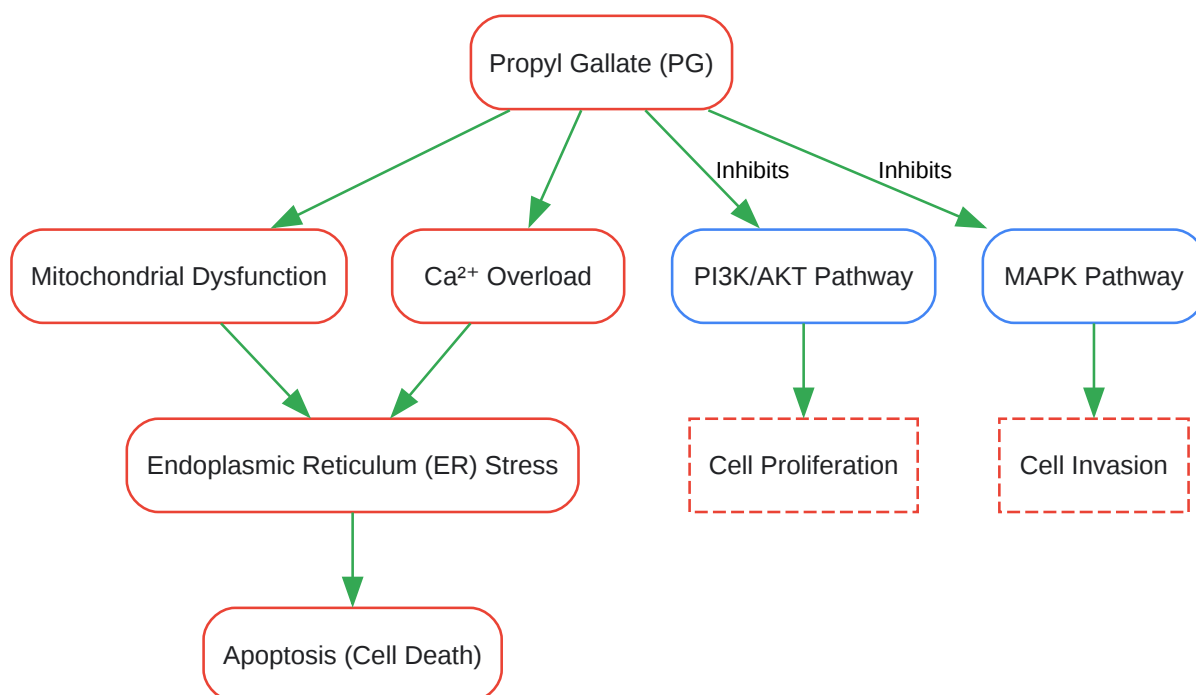 Propyl Gallate (PG)
Inhibits
Inhibits
Mitochondrial Dysfunction
Ca²⁺ Overload
PI3K/AKT Pathway
MAPK Pathway
Endoplasmic Reticulum (ER) Stress
Cell Proliferation
Cell Invasion
Apoptosis (Cell Death)